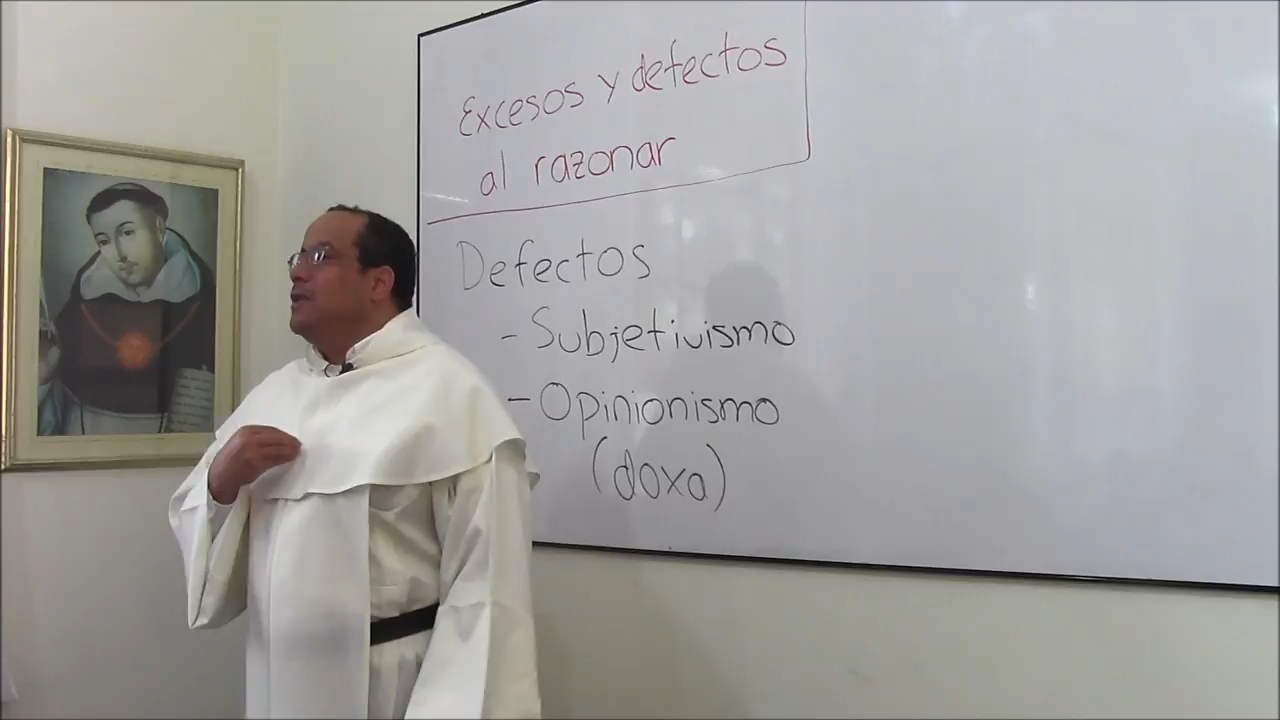 Excesos y defectos
al razonar
Defectos
- Subjetivismo
- Opinionismo
(doxa)